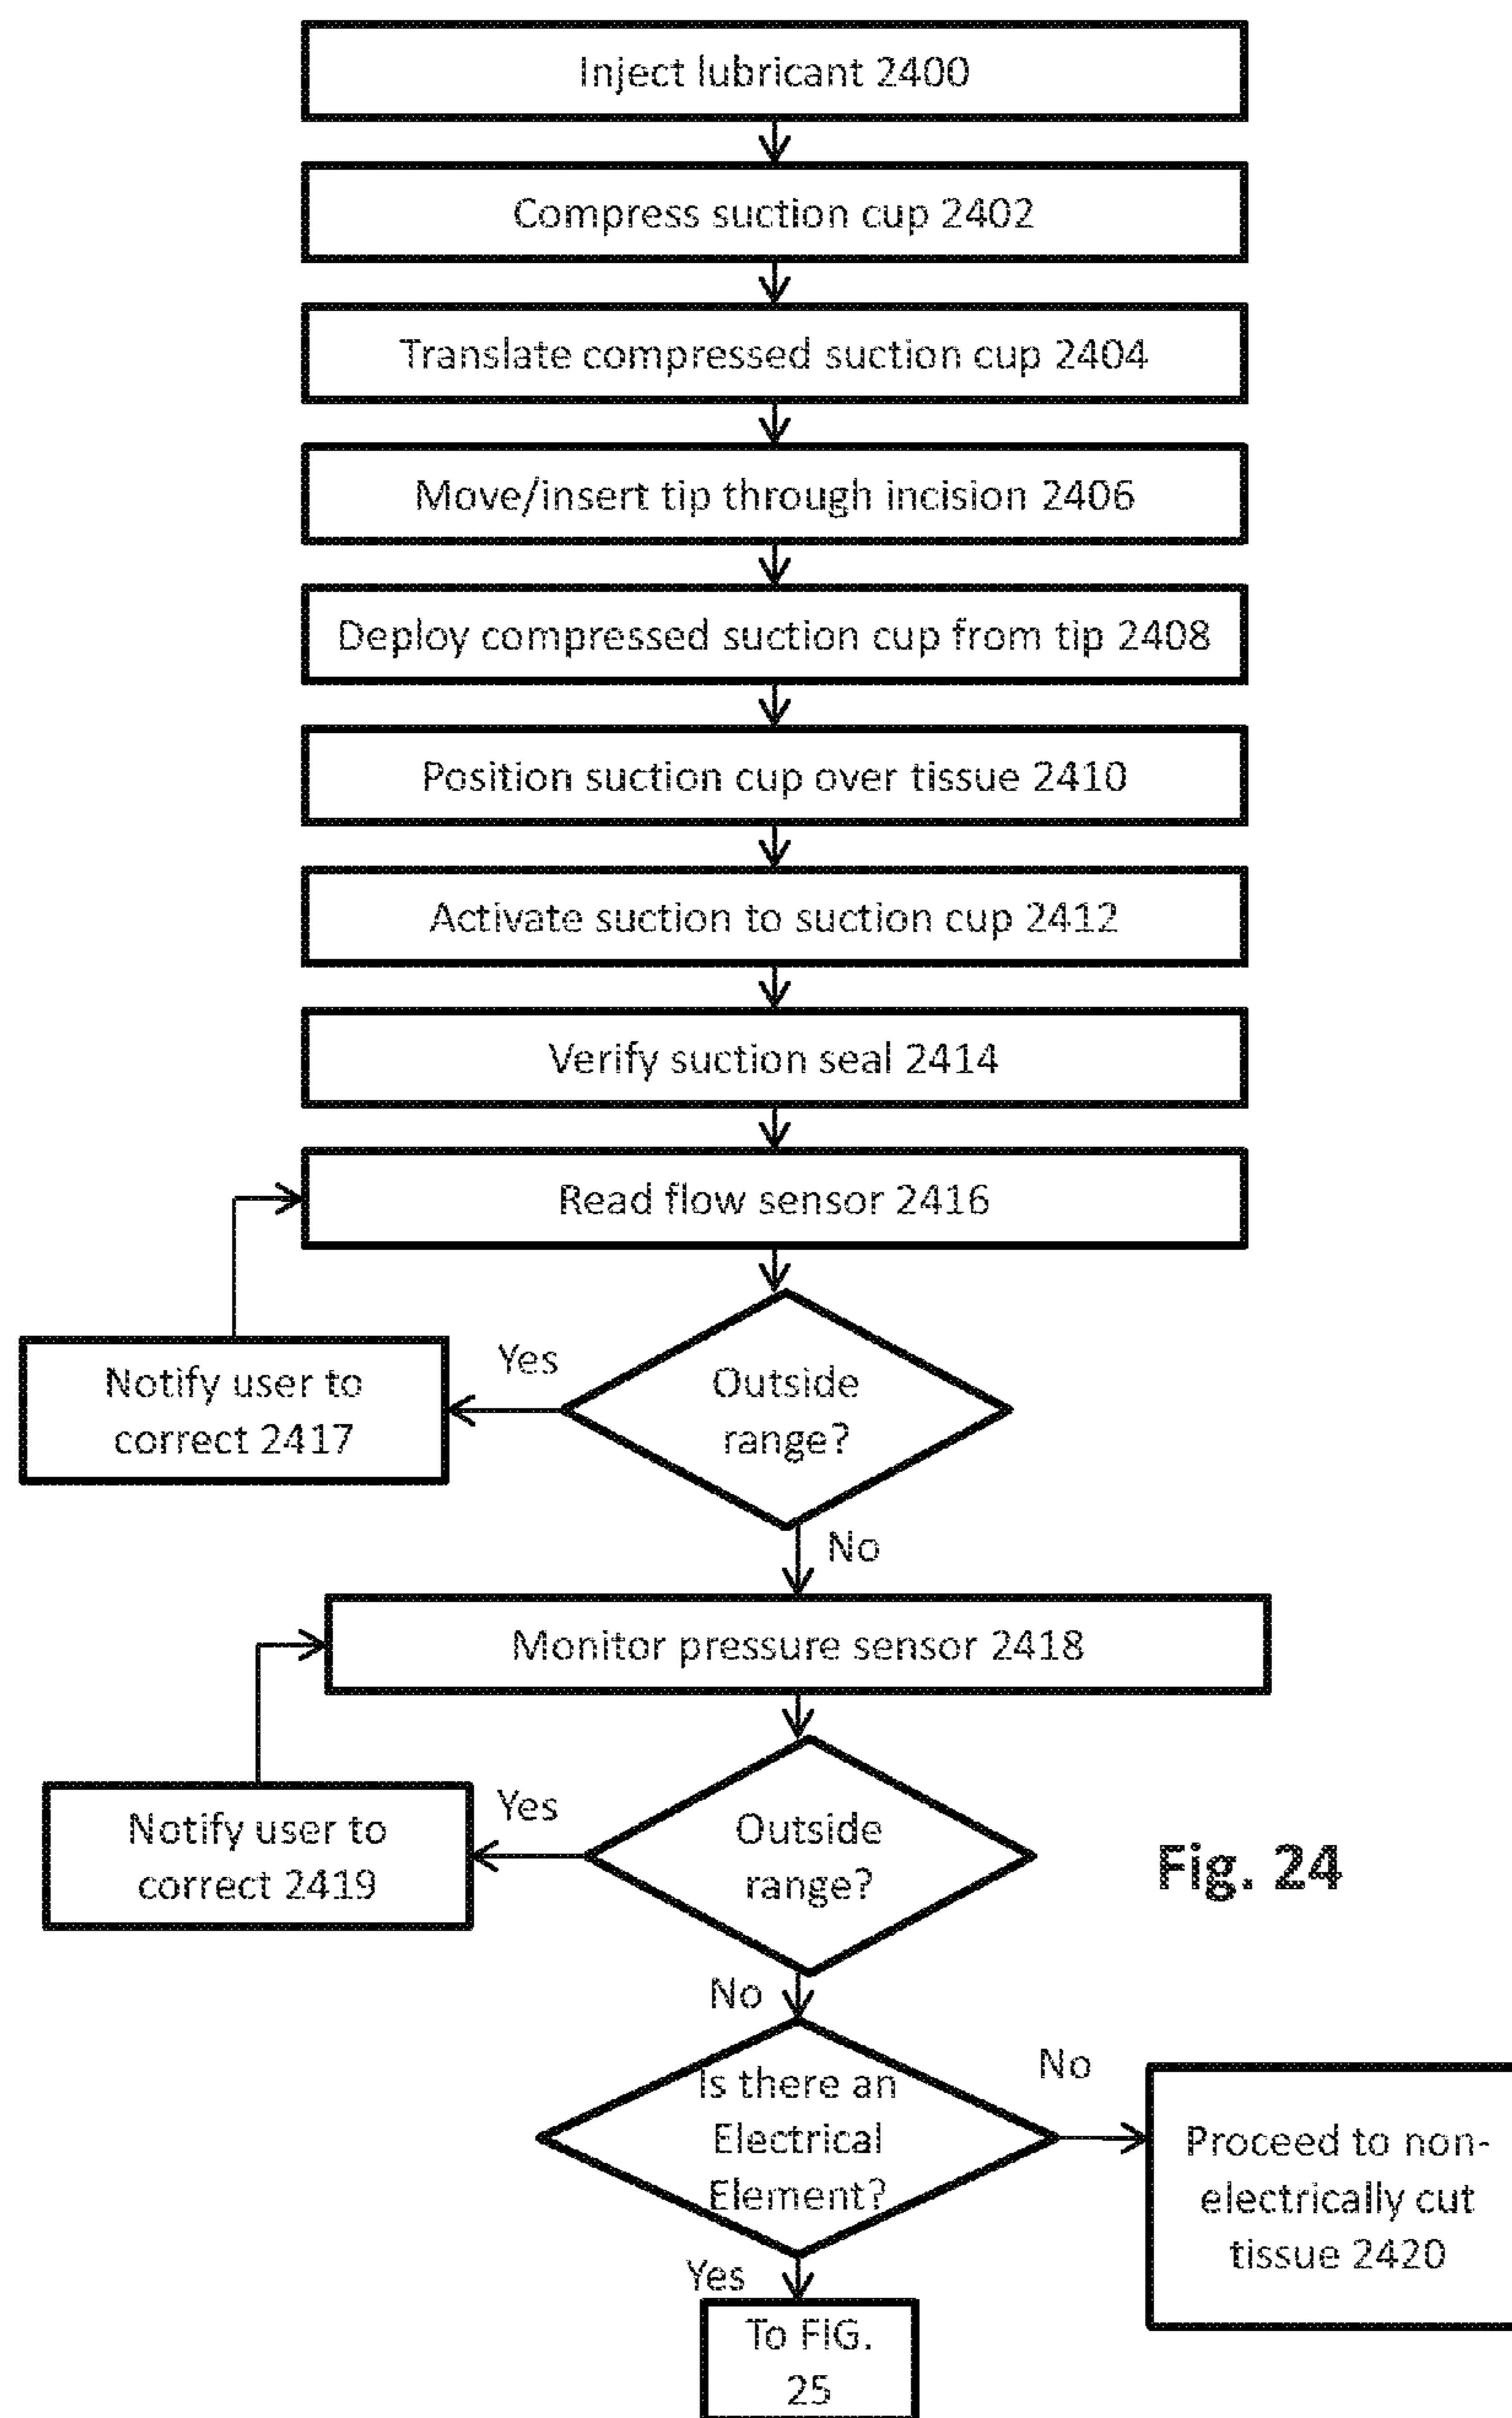 Inject lubricant 2400
Compress suction cup 2402
Translate compressed suction cup 2404
Move/insert tip through incision 2406
Deploy compressed suction cup from tip 2408
Position suction cup over tissue 2410
Activate suction to suction cup 2412
Verify suction seal 2414
Read flow sensor 2416
Yes
Notify user to
correct 2417
Outside
range?
No
Monitor pressure sensor 2418
Yes
Notify user to
correct 2419
Outside
range?
Fig. 24
No
Is there an
Electrical
Element?
No
Proceed to non-
electrically cut
tissue 2420
Yes
To FIG.
25